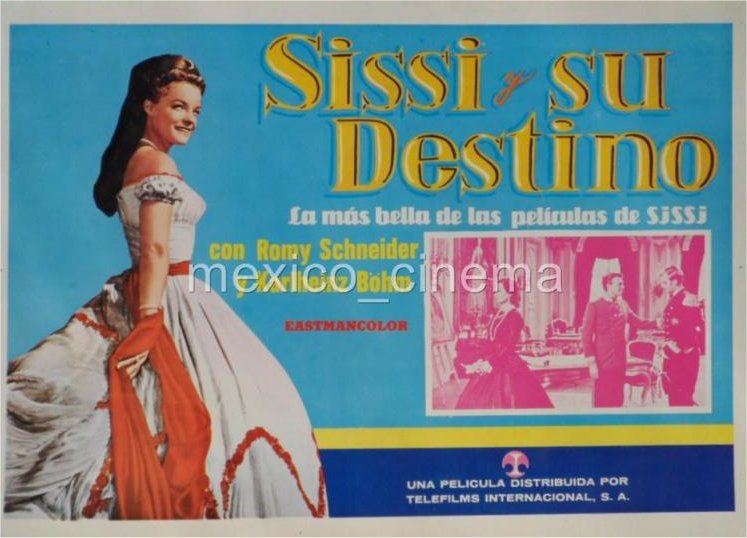 Sissi y su
Destino
La más bella de las películas de SjSSj
con Romy Schneider
y Karlheinz Böhm
mexico_cinema
EASTMANCOLOR
UNA PELICULA DISTRIBUIDA POR
TELEFILMS INTERNACIONAL, S. A.